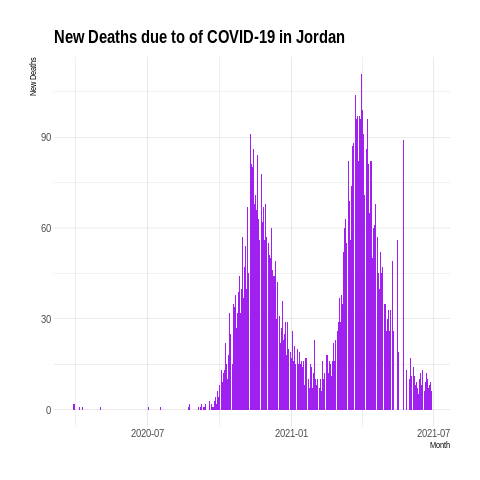 New Deaths due to of COVID-19 in Jordan
New Deaths
90
60
30
0
2020-07
2021-01
2021-07
Month